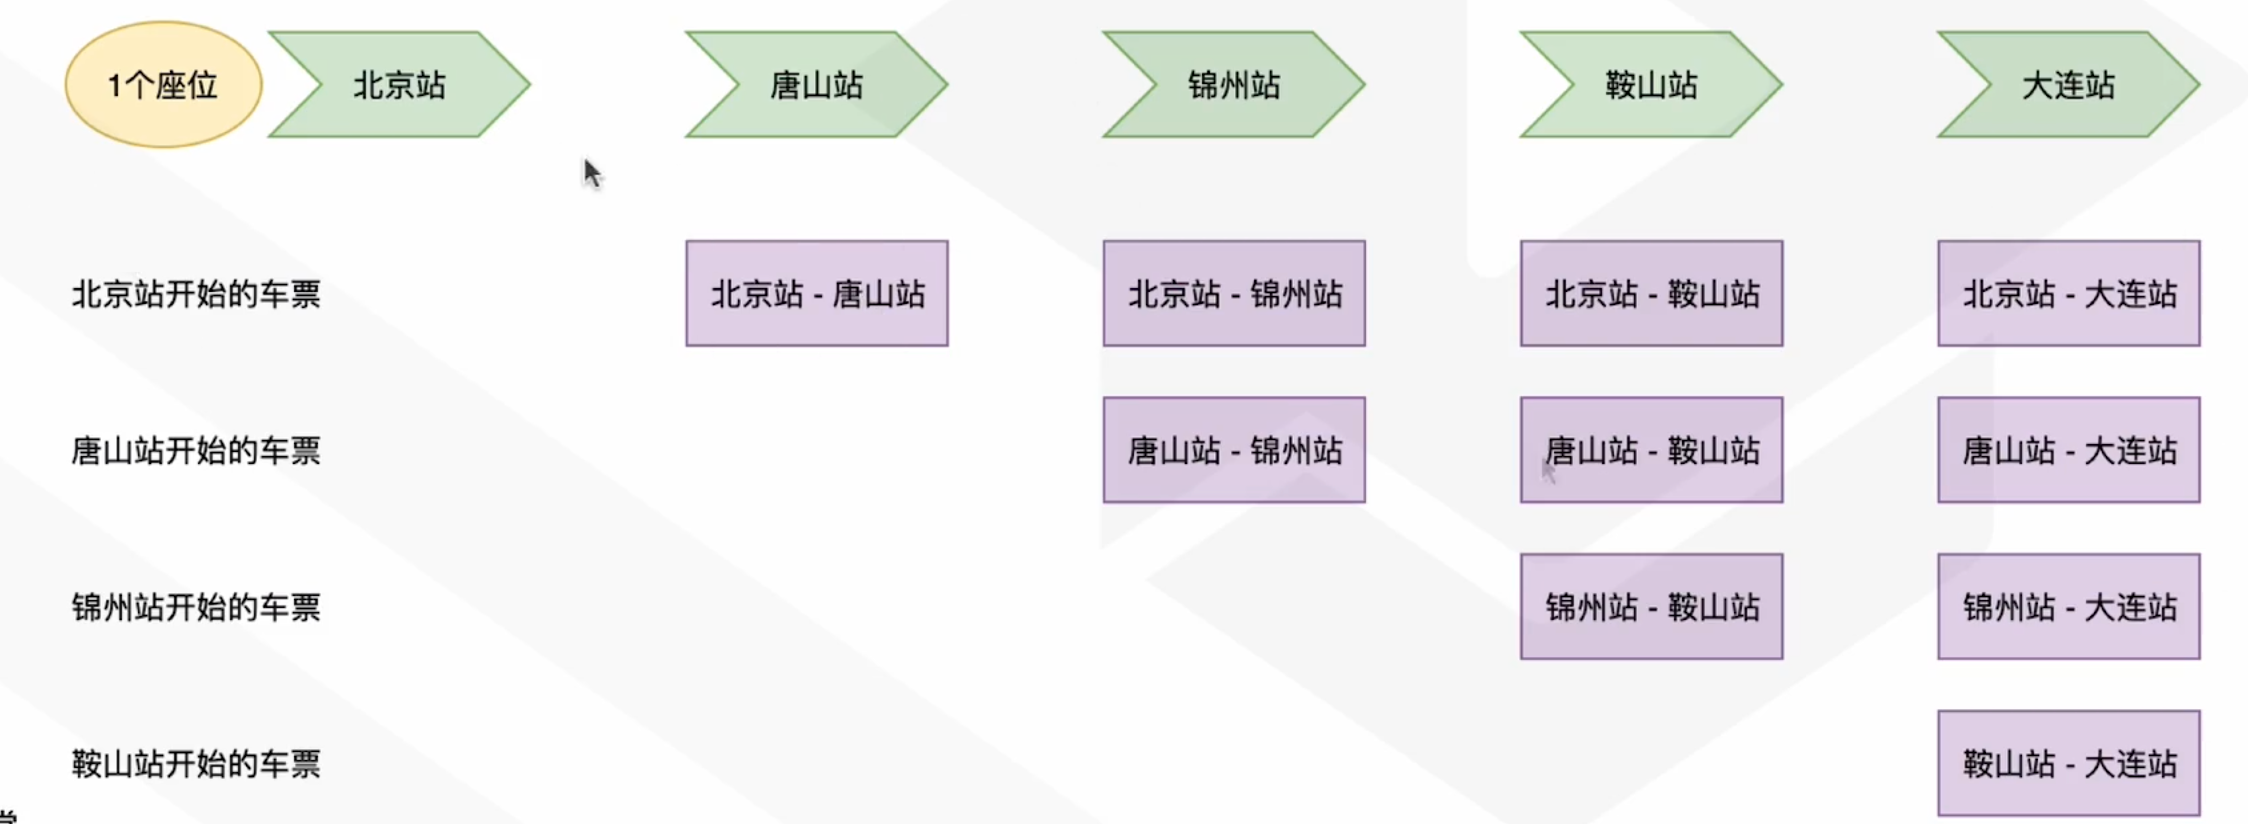 1个座位 北京站 唐山站 锦州站 鞍山站 大连站
北京站开始的车票 北京站 - 唐山站 北京站 - 锦州站 北京站 - 鞍山站 北京站 - 大连站
唐山站开始的车票 唐山站 - 锦州站 唐山站 - 鞍山站 唐山站 - 大连站
锦州站开始的车票 锦州站 - 鞍山站 锦州站 - 大连站
鞍山站开始的车票 鞍山站 - 大连站